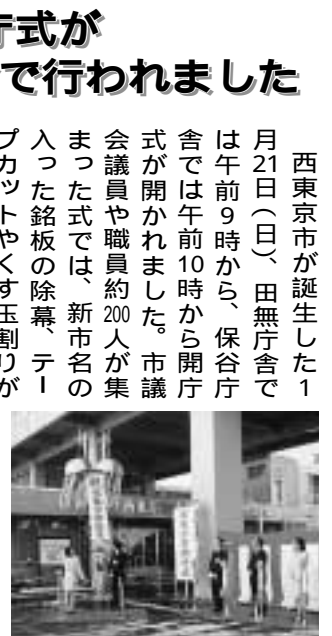 庁式が
で行われました
西東京市が誕生した1
月21日(日)、田無庁舎で
は午前9時から、保谷庁
舎では午前10時から開庁
式が開かれました。市議
会議員や職員約200人が集
まった式では、新市名の
入った銘板の除幕、テー
プカットやくす玉割りが